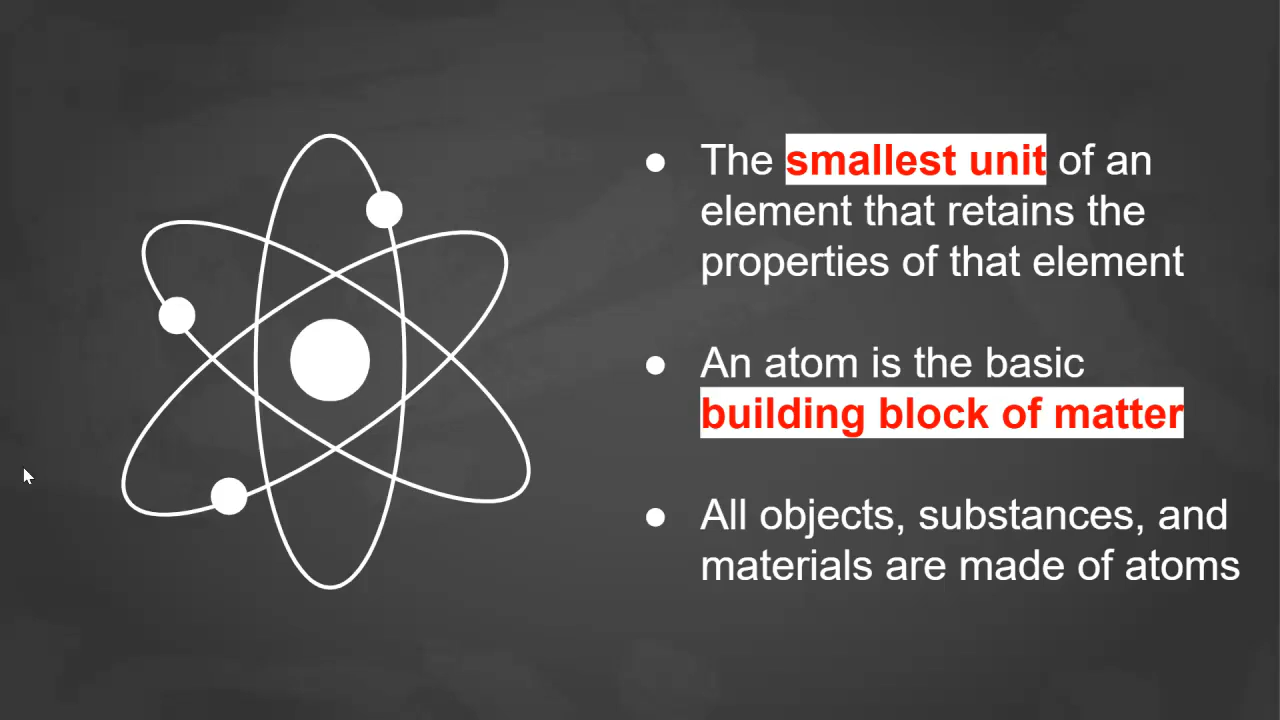 ● The smallest unit of an
element that retains the
properties of that element
● An atom is the basic
building block of matter
● All objects, substances, and
materials are made of atoms